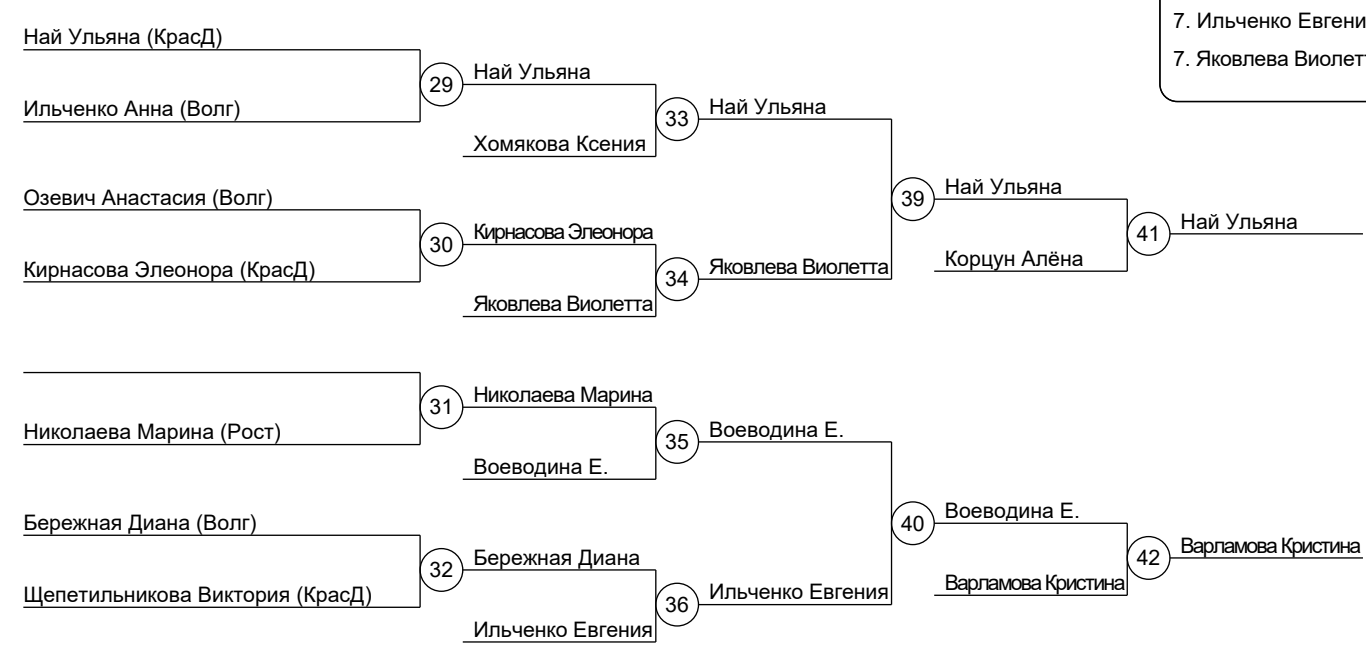 7. Ильченко Евгени
Най Ульяна (КрасД)
7. Яковлева Виолетт
29 Най Ульяна
Ильченко Анна (Волг)
33 Най Ульяна
Хомякова Ксения
Озевич Анастасия (Волг)
39 Най Ульяна
30 Кирнасова Элеонора
41 Най Ульяна
Кирнасова Элеонора (КрасД)
34 Яковлева Виолетта
Корцун Алёна
Яковлева Виолетта
31 Николаева Марина
Николаева Марина (Рост)
35 Воеводина Е.
Воеводина Е.
Бережная Диана (Волг)
40 Воеводина Е.
32 Бережная Диана
42 Варламова Кристина
Щепетильникова Виктория (КрасД)
36 Ильченко Евгения
Варламова Кристина
Ильченко Евгения